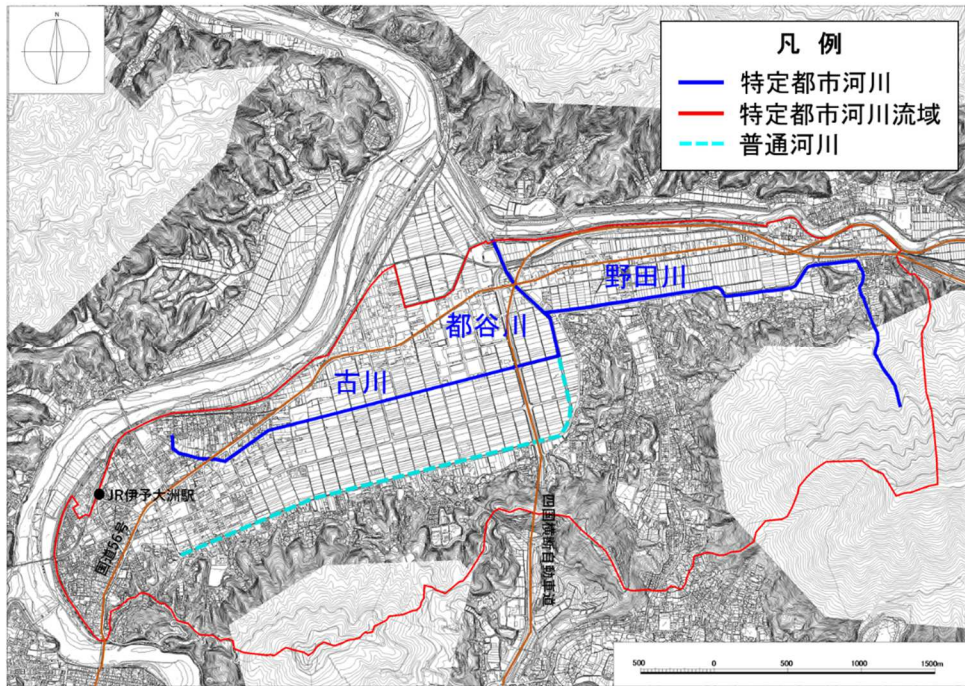 N
凡 例
特定都市河川
特定都市河川流域
普通河川
野田川
都谷川
古川
JR伊予大洲駅
国道56号
四国横断自動車道
500 0 500 1000 1500m